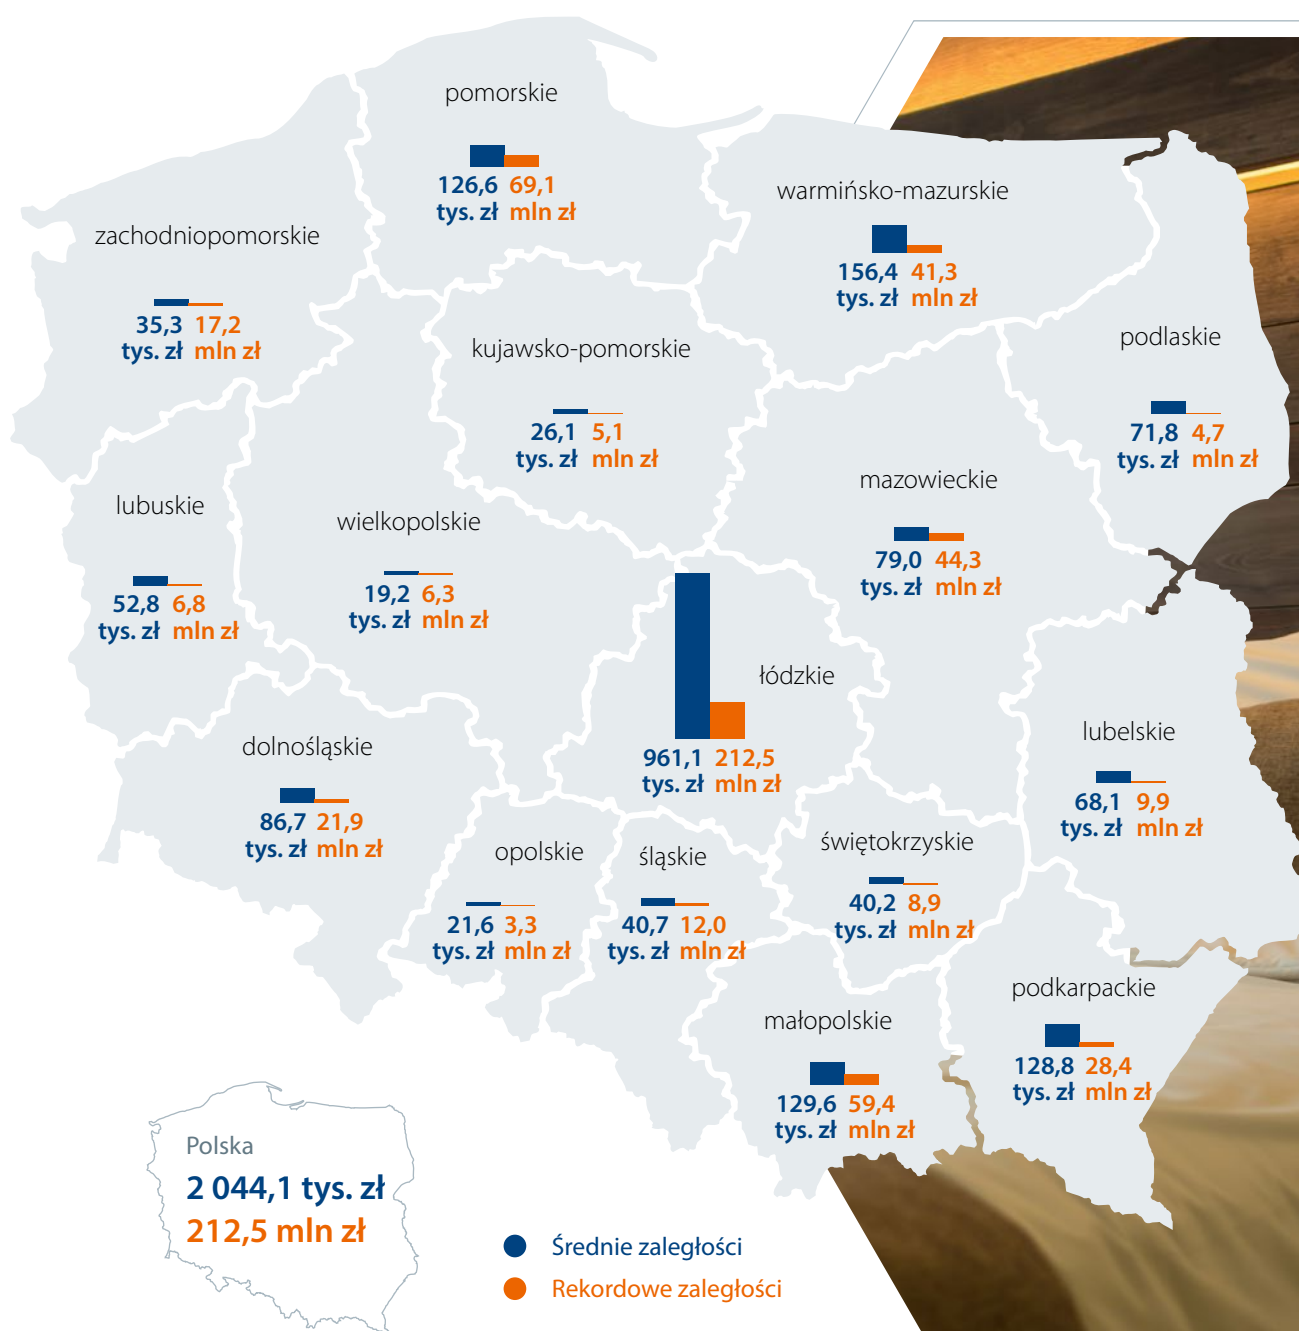 pomorskie
126,6 69,1
tys. zł mln zł
warmińsko-mazurskie
156,4 41,3
tys. zł mln zł
zachodniopomorskie
35,3 17,2
tys. zł mln zł
kujawsko-pomorskie
26,1 5,1
tys. zł mln zł
podlaskie
71,8 4,7
tys. zł mln zł
mazowieckie
79,0 44,3
tys. zł mln zł
lubuskie
52,8 6,8
tys. zł mln zł
wielkopolskie
19,2 6,3
tys. zł mln zł
łódzkie
961,1 212,5
tys. zł mln zł
lubelskie
68,1 9,9
tys. zł mln zł
dolnośląskie
86,7 21,9
tys. zł mln zł
opolskie
21,6 3,3
tys. zł mln zł
śląskie
40,7 12,0
tys. zł mln zł
świętokrzyskie
40,2 8,9
tys. zł mln zł
podkarpackie
128,8 28,4
tys. zł mln zł
małopolskie
129,6 59,4
tys. zł mln zł
Polska
2 044,1 tys. zł
212,5 mln zł
Średnie zaległości
Rekordowe zaległości